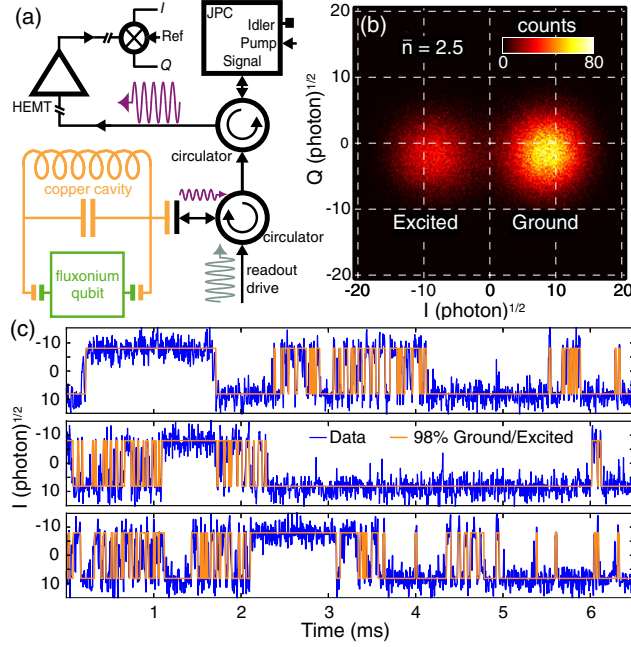 (a)
I
Ref
Q
HEMT
JPC
Idler
Pump
Signal
circulator
copper cavity
circulator
fluxonium
qubit
readout
drive
(b)
n̄ = 2.5
counts
0 80
Excited Ground
Q (photon)^1/2
20
10
0
-10
-20
-20 -10 0 10 20
I (photon)^1/2
(c)
I (photon)^1/2
-10
0
10
-10
0
10
Data 98% Ground/Excited
-10
0
10
1 2 3 4 5 6
Time (ms)